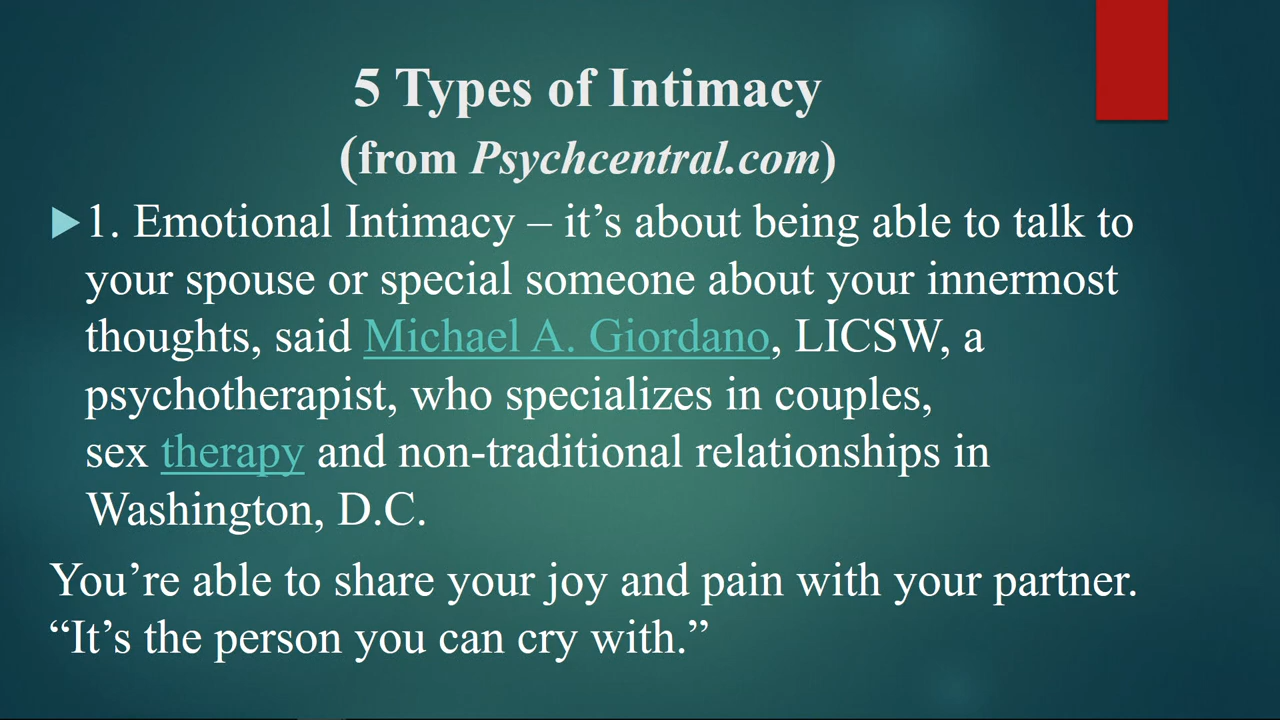 5 Types of Intimacy
(from Psychcentral.com)
1. Emotional Intimacy – it’s about being able to talk to
your spouse or special someone about your innermost
thoughts, said Michael A. Giordano, LICSW, a
psychotherapist, who specializes in couples,
sex therapy and non-traditional relationships in
Washington, D.C.
You’re able to share your joy and pain with your partner.
“It’s the person you can cry with.”